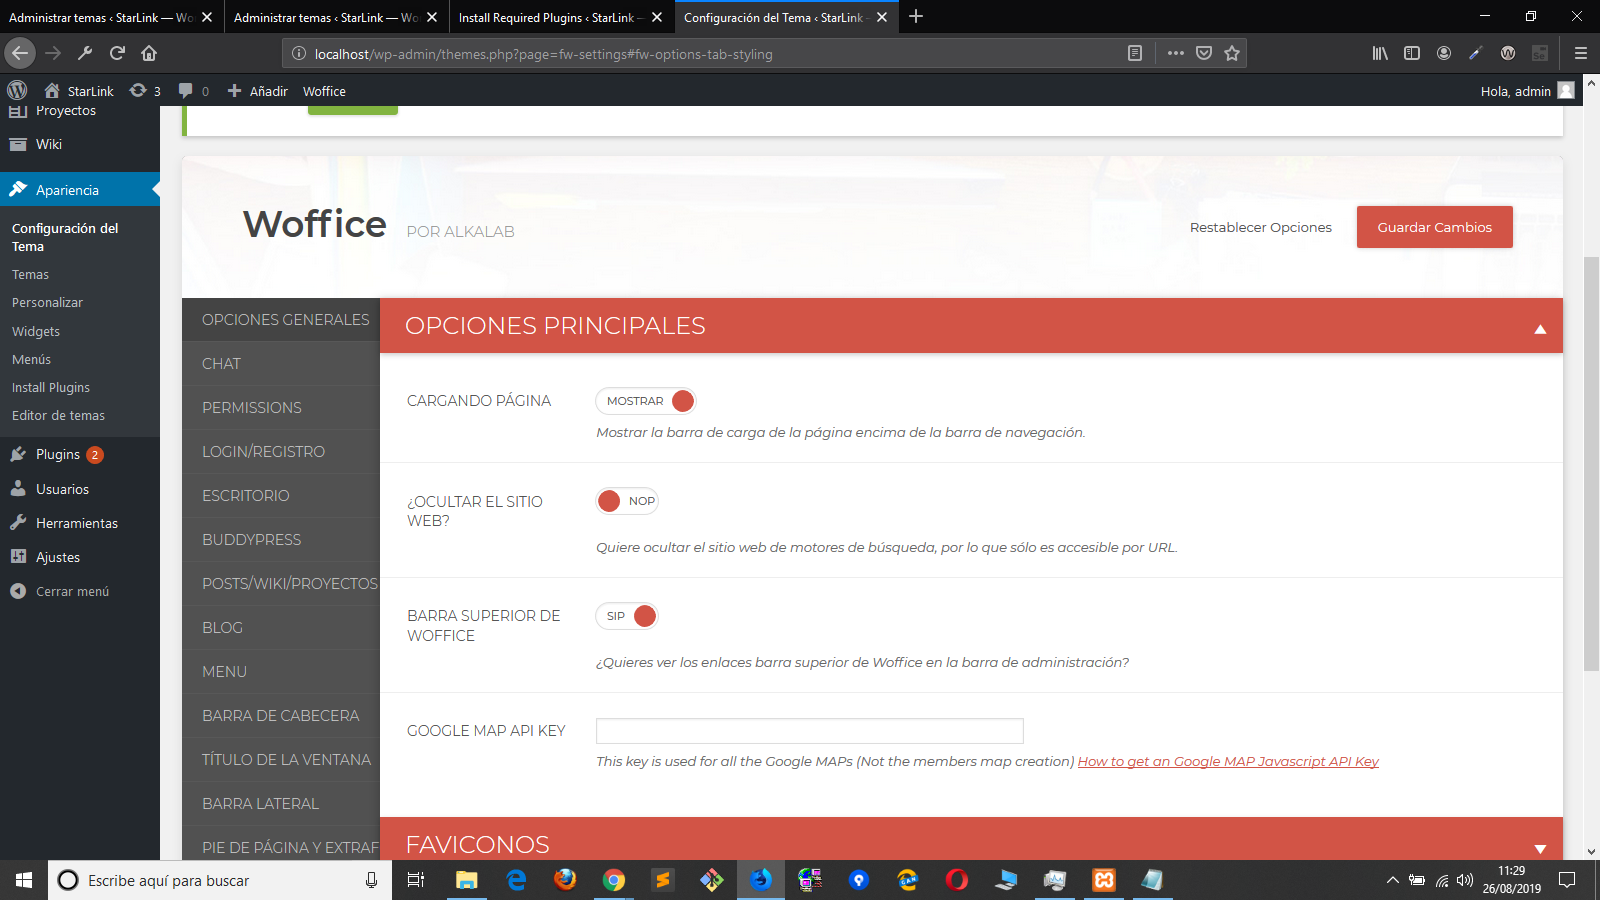 Administrar temas ‹ StarLink — Wo
Administrar temas ‹ StarLink — Wo
Install Required Plugins ‹ StarLink —
Configuración del Tema ‹ StarLink -
localhost/wp-admin/themes.php?page=fw-settings#fw-options-tab-styling
StarLink
3
0
Añadir
Woffice
Hola, admin
Proyectos
Wiki
Apariencia
Configuración del
Tema
Temas
Personalizar
Widgets
Menús
Install Plugins
Editor de temas
Plugins 2
Usuarios
Herramientas
Ajustes
Cerrar menú
Woffice POR ALKALAB
Restablecer Opciones
Guardar Cambios
OPCIONES GENERALES
CHAT
PERMISSIONS
LOGIN/REGISTRO
ESCRITORIO
BUDDYPRESS
POSTS/WIKI/PROYECTOS
BLOG
MENU
BARRA DE CABECERA
TÍTULO DE LA VENTANA
BARRA LATERAL
PIE DE PÁGINA Y EXTRAF
OPCIONES PRINCIPALES
CARGANDO PÁGINA
MOSTRAR
Mostrar la barra de carga de la página encima de la barra de navegación.
¿OCULTAR EL SITIO
WEB?
NOP
Quiere ocultar el sitio web de motores de búsqueda, por lo que sólo es accesible por URL.
BARRA SUPERIOR DE
WOFFICE
SIP
¿Quieres ver los enlaces barra superior de Woffice en la barra de administración?
GOOGLE MAP API KEY
This key is used for all the Google MAPs (Not the members map creation) How to get an Google MAP Javascript API Key
FAVICONOS
Escribe aquí para buscar
11:29
26/08/2019